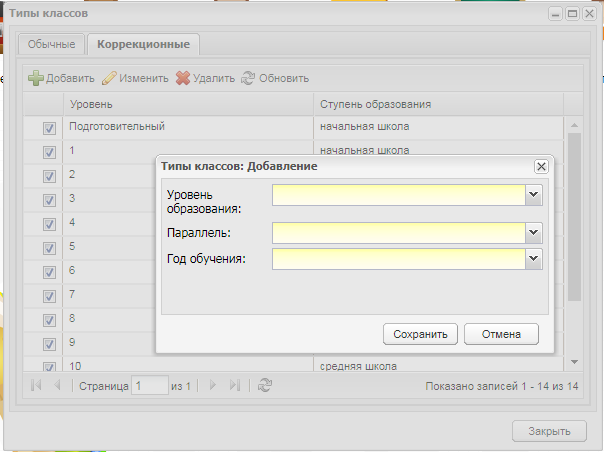 Типы классов
Обычные Коррекционные
Добавить Изменить Удалить Обновить
Уровень Ступень образования
Подготовительный начальная школа
1 начальная школа
2
3
4
5
6
7
8
9
10 средняя школа
Типы классов: Добавление
Уровень
образования:
Параллель:
Год обучения:
Сохранить Отмена
Страница 1 из 1 Показано записей 1 - 14 из 14
Закрыть